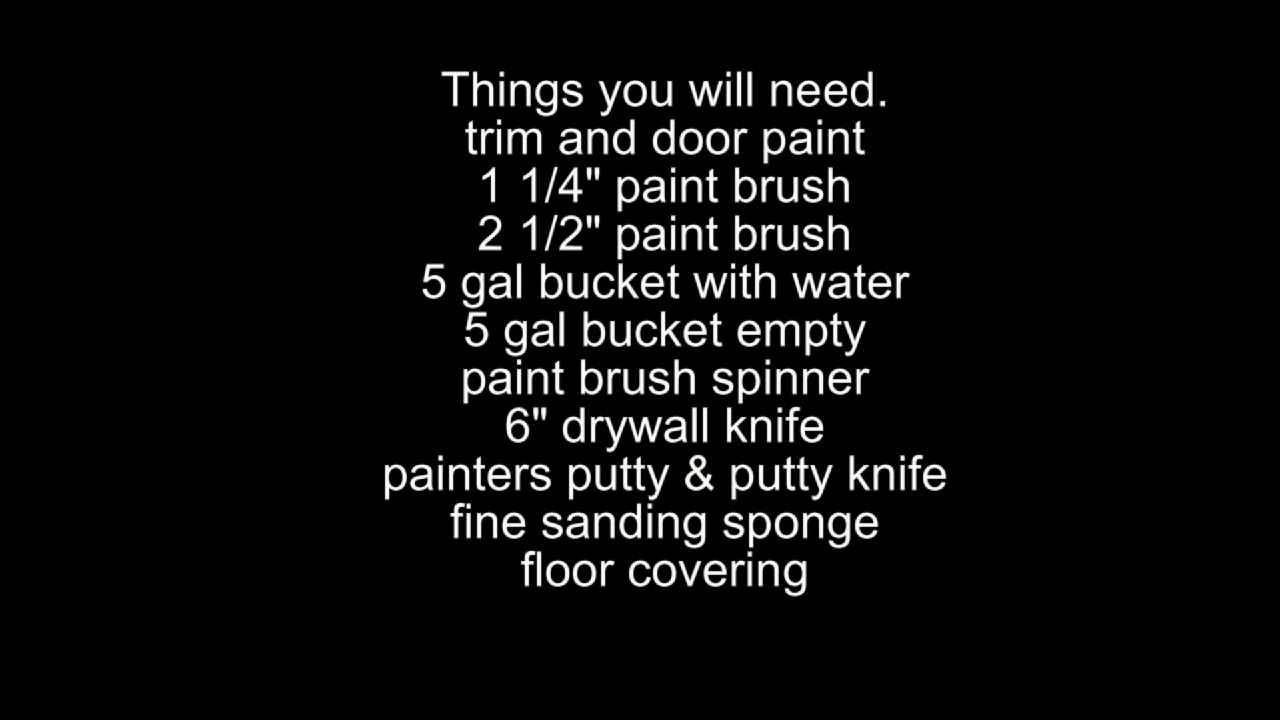 Things you will need.
trim and door paint
1 1/4" paint brush
2 1/2" paint brush
5 gal bucket with water
5 gal bucket empty
paint brush spinner
6" drywall knife
painters putty & putty knife
fine sanding sponge
floor covering